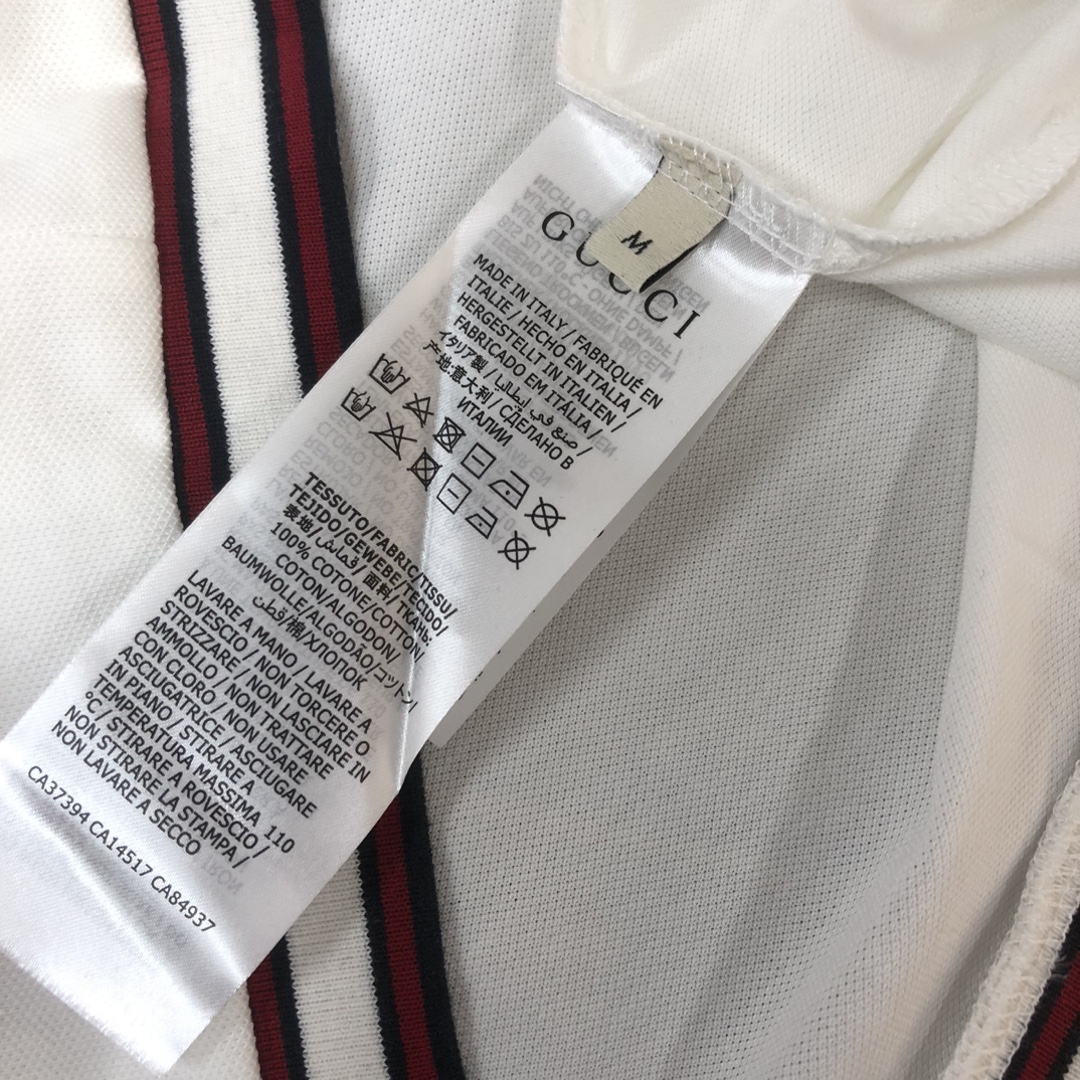 M
GUCCI
MADE IN ITALY / FABRIQUÉ EN
ITALIE / HECHO EN ITALIA /
HERGESTELLT IN ITALIEN /
FABRICADO EM ITÁLIA /
イタリア製 / صنع في إيطاليا /
产地:意大利 / СДЕЛАНО В
ИТАЛИИ
TESSUTO/FABRIC/TISSU/
TEJIDO/GEWEBE/TECIDO/
表地/قماش/面料/ТКАНЬ:
100% COTONE/COTTON/
COTON/ALGODON/
BAUMWOLLE/ALGODÃO/コットン/
قطن/棉/ХЛОПОК
LAVARE A MANO / LAVARE A
ROVESCIO / NON TORCERE O
STRIZZARE / NON LASCIARE IN
AMMOLLO / NON TRATTARE
CON CLORO / NON USARE
ASCIUGATRICE / ASCIUGARE
IN PIANO / STIRARE A
TEMPERATURA MASSIMA 110
°C / STIRARE A ROVESCIO /
NON STIRARE LA STAMPA /
NON LAVARE A SECCO
CA37394 CA14517 CA84937